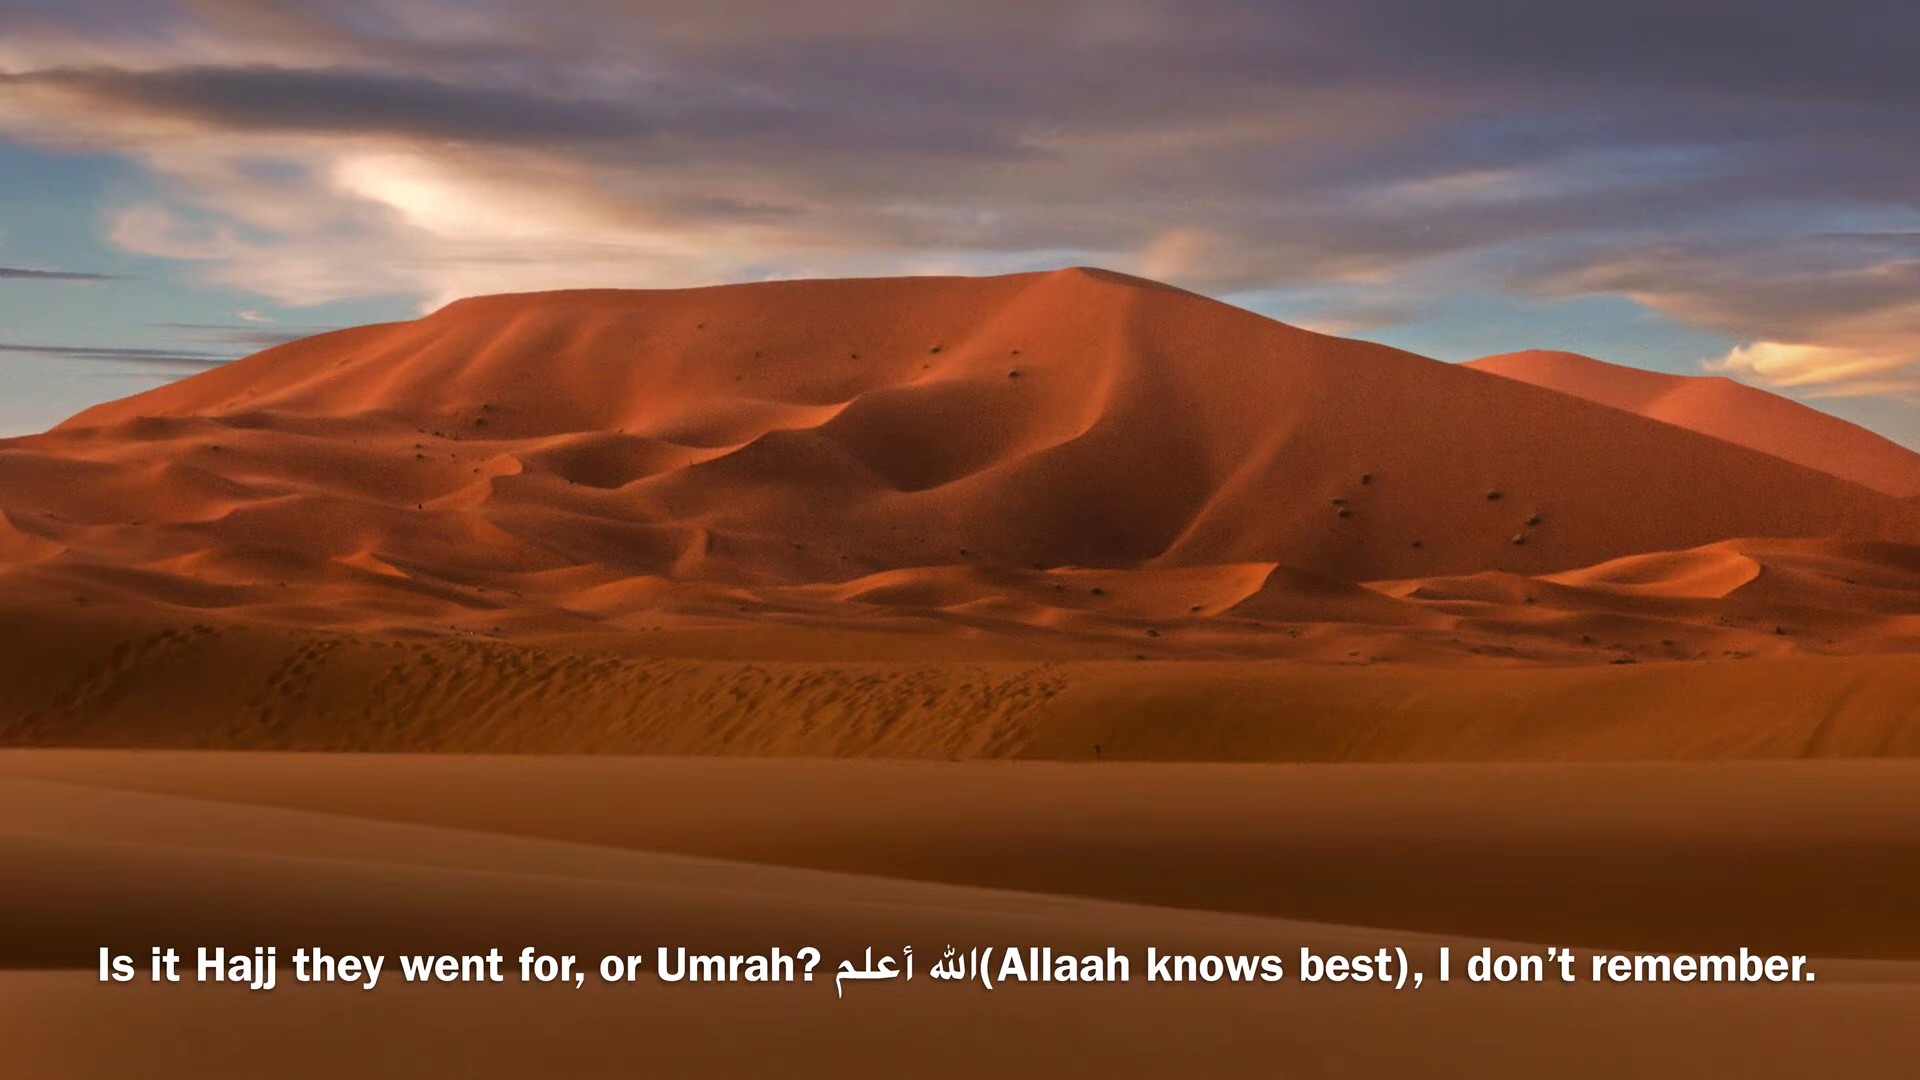 Is it Hajj they went for, or Umrah? الله أعلم(Allaah knows best), I don’t remember.